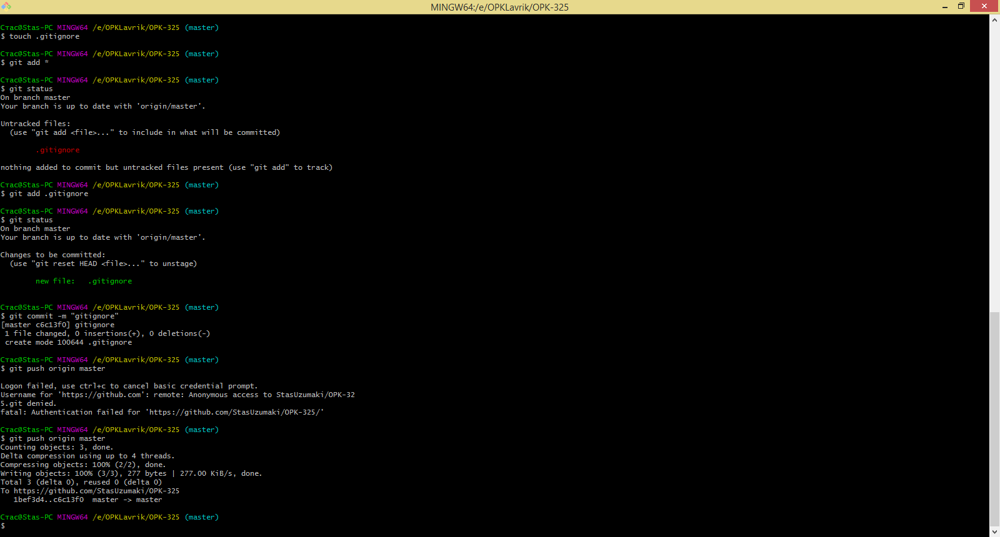 MINGW64:/e/OPKLavrik/OPK-325
Стас@Stas-PC MINGW64 /e/OPKLavrik/OPK-325 (master)
$ touch .gitignore
Стас@Stas-PC MINGW64 /e/OPKLavrik/OPK-325 (master)
$ git add *
Стас@Stas-PC MINGW64 /e/OPKLavrik/OPK-325 (master)
$ git status
On branch master
Your branch is up to date with 'origin/master'.
Untracked files:
(use "git add <file>..." to include in what will be committed)
.gitignore
nothing added to commit but untracked files present (use "git add" to track)
Стас@Stas-PC MINGW64 /e/OPKLavrik/OPK-325 (master)
$ git add .gitignore
Стас@Stas-PC MINGW64 /e/OPKLavrik/OPK-325 (master)
$ git status
On branch master
Your branch is up to date with 'origin/master'.
Changes to be committed:
(use "git reset HEAD <file>..." to unstage)
new file:   .gitignore
Стас@Stas-PC MINGW64 /e/OPKLavrik/OPK-325 (master)
$ git commit -m "gitignore"
[master c6c13f0] gitignore
1 file changed, 0 insertions(+), 0 deletions(-)
create mode 100644 .gitignore
Стас@Stas-PC MINGW64 /e/OPKLavrik/OPK-325 (master)
$ git push origin master
Logon failed, use ctrl+c to cancel basic credential prompt.
Username for 'https://github.com': remote: Anonymous access to StasUzumaki/OPK-32
5.git denied.
fatal: Authentication failed for 'https://github.com/StasUzumaki/OPK-325/'
Стас@Stas-PC MINGW64 /e/OPKLavrik/OPK-325 (master)
$ git push origin master
Counting objects: 3, done.
Delta compression using up to 4 threads.
Compressing objects: 100% (2/2), done.
Writing objects: 100% (3/3), 277 bytes | 277.00 KiB/s, done.
Total 3 (delta 0), reused 0 (delta 0)
To https://github.com/StasUzumaki/OPK-325
1bef3d4..c6c13f0  master -> master
Стас@Stas-PC MINGW64 /e/OPKLavrik/OPK-325 (master)
$